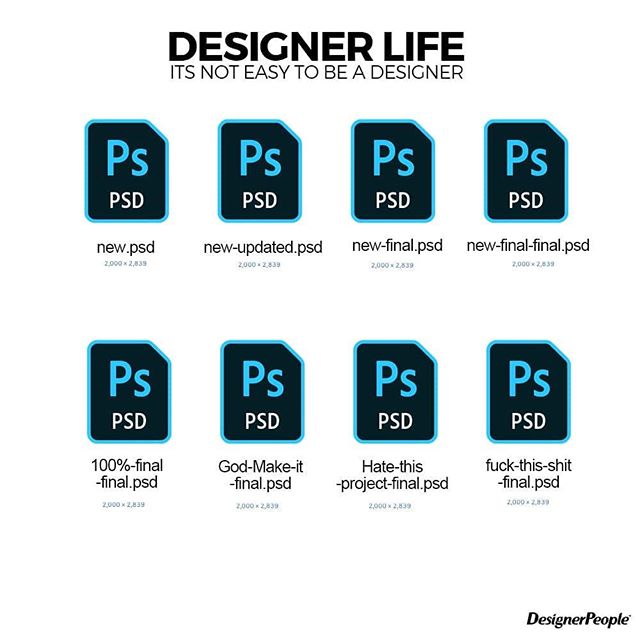 DESIGNER LIFE
ITS NOT EASY TO BE A DESIGNER
Ps
PSD
new.psd
2,000 × 2,839
Ps
PSD
new-updated.psd
2,000 × 2,839
Ps
PSD
new-final.psd
2,000 × 2,839
Ps
PSD
new-final-final.psd
2,000 × 2,839
Ps
PSD
100%-final
-final.psd
2,000 × 2,839
Ps
PSD
God-Make-it
-final.psd
2,000 × 2,839
Ps
PSD
Hate-this
-project-final.psd
2,000 × 2,839
Ps
PSD
fuck-this-shit
-final.psd
2,000 × 2,839
DesignerPeople